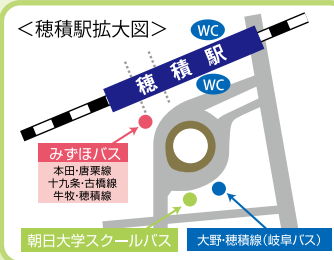 ＜穂積駅拡大図＞
WC
穂積駅
WC
みずほバス
本田・唐栗線
十九条・古橋線
牛牧・穂積線
朝日大学スクールバス
大野・穂積線(岐阜バス)